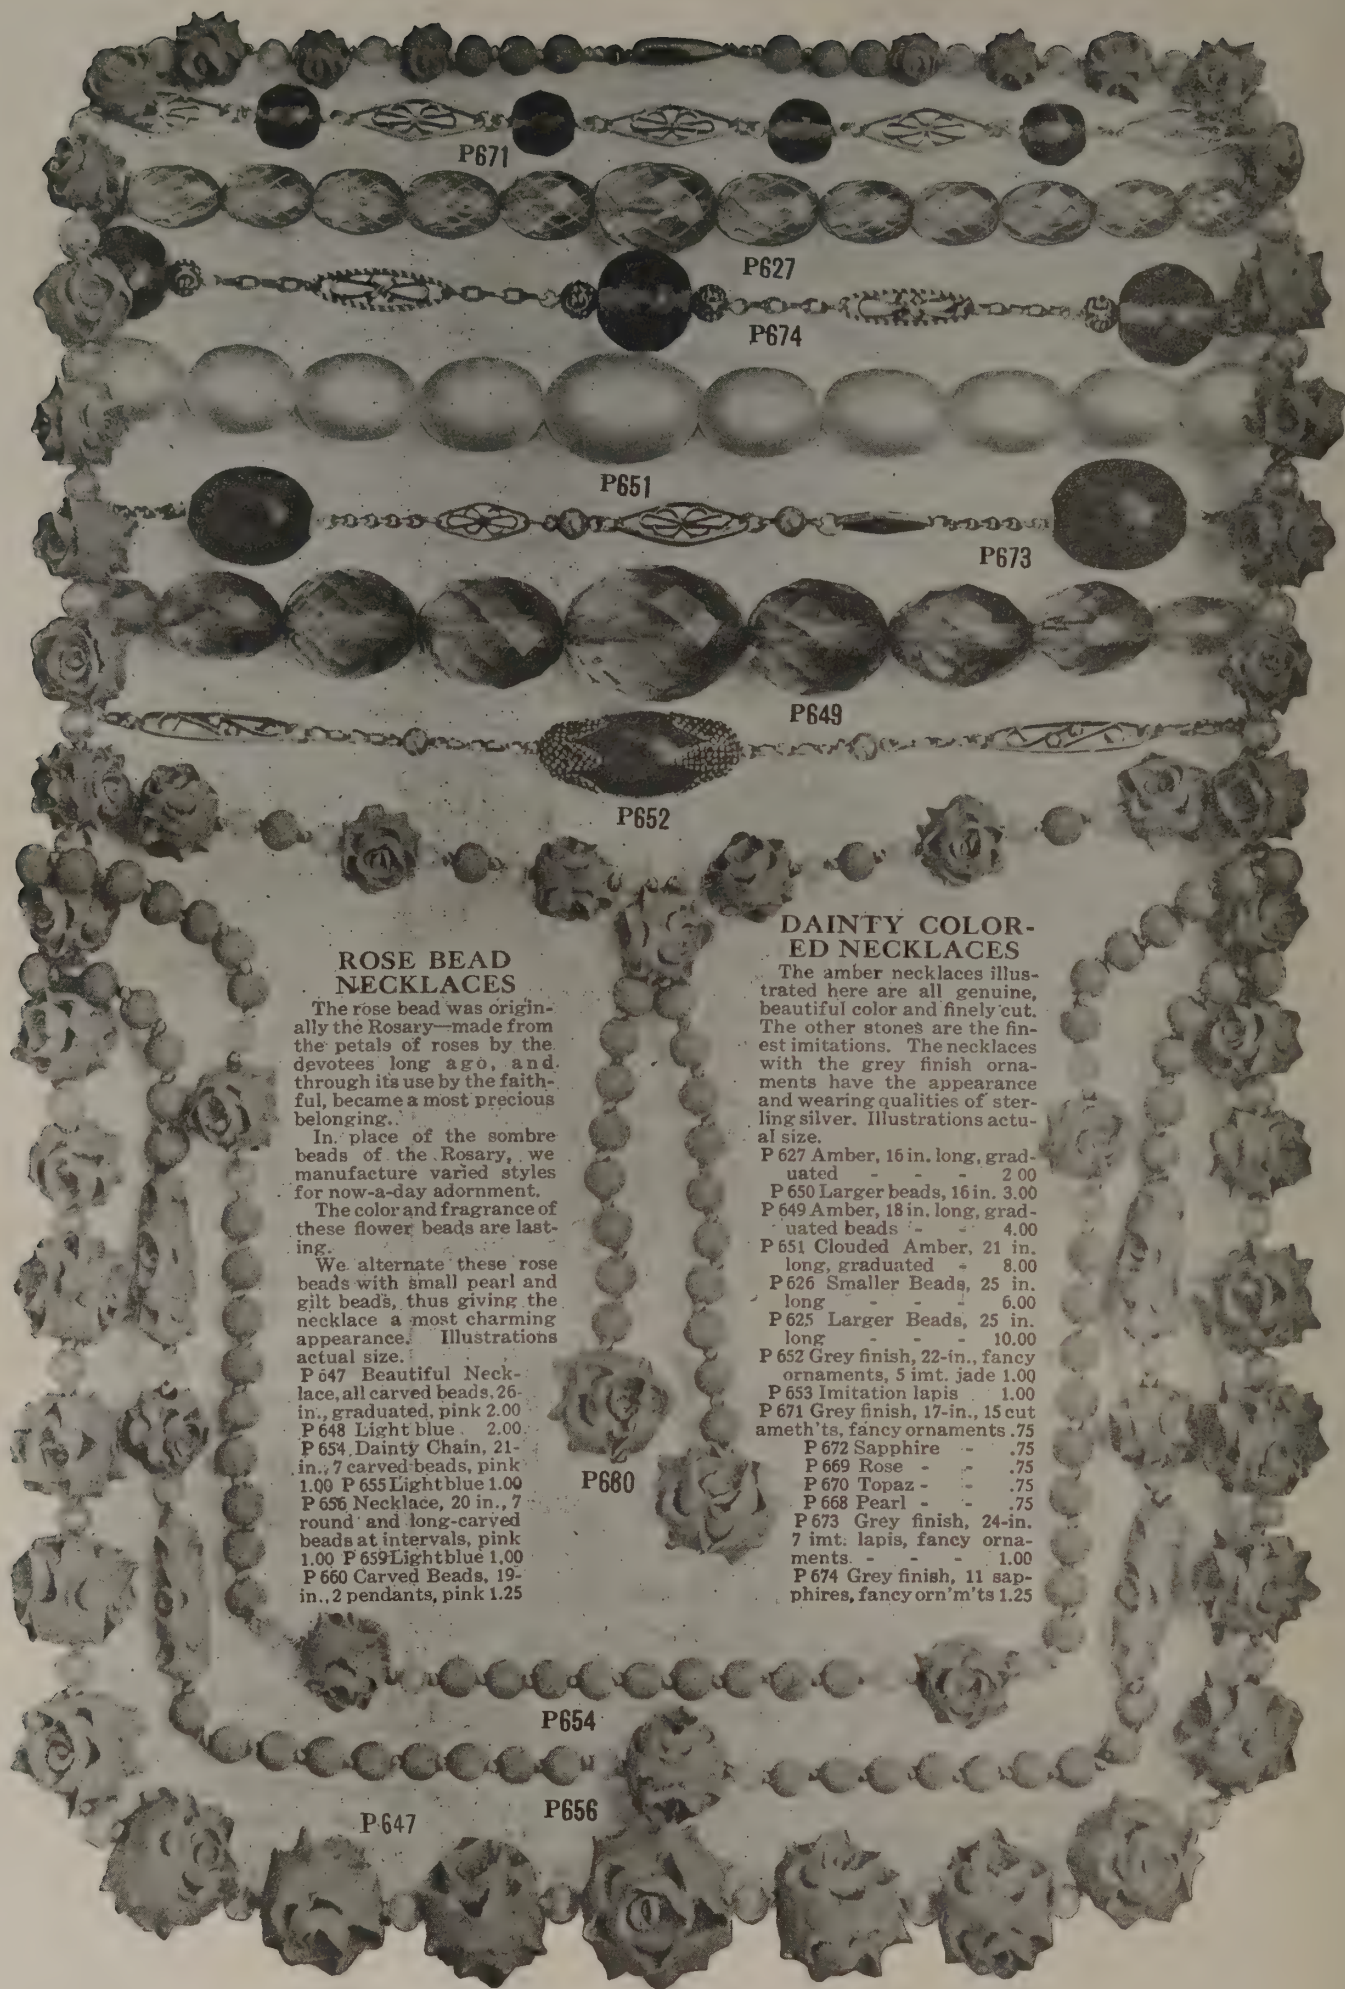 P671
P627
P674
P651
P673
P649
P652
ROSE BEAD
NECKLACES
The rose bead was origin-
ally the Rosary—made from
the petals of roses by the
devotees long ago, and
through its use by the faith-
ful, became a most precious
belonging.
In place of the sombre
beads of the Rosary, we
manufacture varied styles
for now-a-day adornment.
The color and fragrance of
these flower beads are last-
ing.
We alternate these rose
beads with small pearl and
gilt beads, thus giving the
necklace a most charming
appearance. Illustrations
actual size.
P 647 Beautiful Neck-
lace, all carved beads, 26-
in., graduated, pink 2.00
P 648 Light blue 2.00
P 654 Dainty Chain, 21-
in., 7 carved beads, pink
1.00 P 655 Light blue 1.00
P 656 Necklace, 20 in., 7
round and long-carved
beads at intervals, pink
1.00 P 659 Light blue 1.00
P 660 Carved Beads, 19-
in., 2 pendants, pink 1.25
DAINTY COLOR-
ED NECKLACES
The amber necklaces illus-
trated here are all genuine,
beautiful color and finely cut.
The other stones are the fin-
est imitations. The necklaces
with the grey finish orna-
ments have the appearance
and wearing qualities of ster-
ling silver. Illustrations actu-
al size.
P 627 Amber, 16 in. long, grad-
uated - - - 2 00
P 650 Larger beads, 16 in. 3.00
P 649 Amber, 18 in. long, grad-
uated beads - - 4.00
P 651 Clouded Amber, 21 in.
long, graduated - 8.00
P 626 Smaller Beads, 25 in.
long - - - 6.00
P 625 Larger Beads, 25 in.
long - - - 10.00
P 652 Grey finish, 22-in., fancy
ornaments, 5 imt. jade 1.00
P 653 Imitation lapis 1.00
P 671 Grey finish, 17-in., 15 cut
ameth'ts, fancy ornaments .75
P 672 Sapphire - .75
P 669 Rose - - .75
P 670 Topaz - - .75
P 668 Pearl - - .75
P 673 Grey finish, 24-in.
7 imt. lapis, fancy orna-
ments. - - - 1.00
P 674 Grey finish, 11 sap-
phires, fancy orn'm'ts 1.25
P660
P654
P656
P647